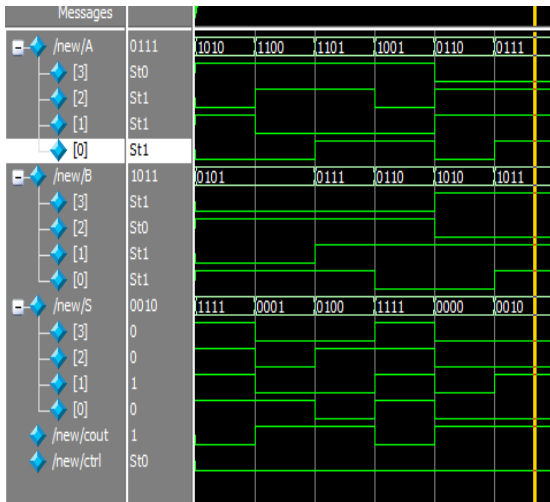 Messages
/new/A 0111 1010 1100 1101 1001 0110 0111
[3] St0
[2] St1
[1] St1
[0] St1
/new/B 1011 0101 0111 0110 1010 1011
[3] St1
[2] St0
[1] St1
[0] St1
/new/S 0010 1111 0001 0100 1111 0000 0010
[3] 0
[2] 0
[1] 1
[0] 0
/new/cout 1
/new/ctrl St0